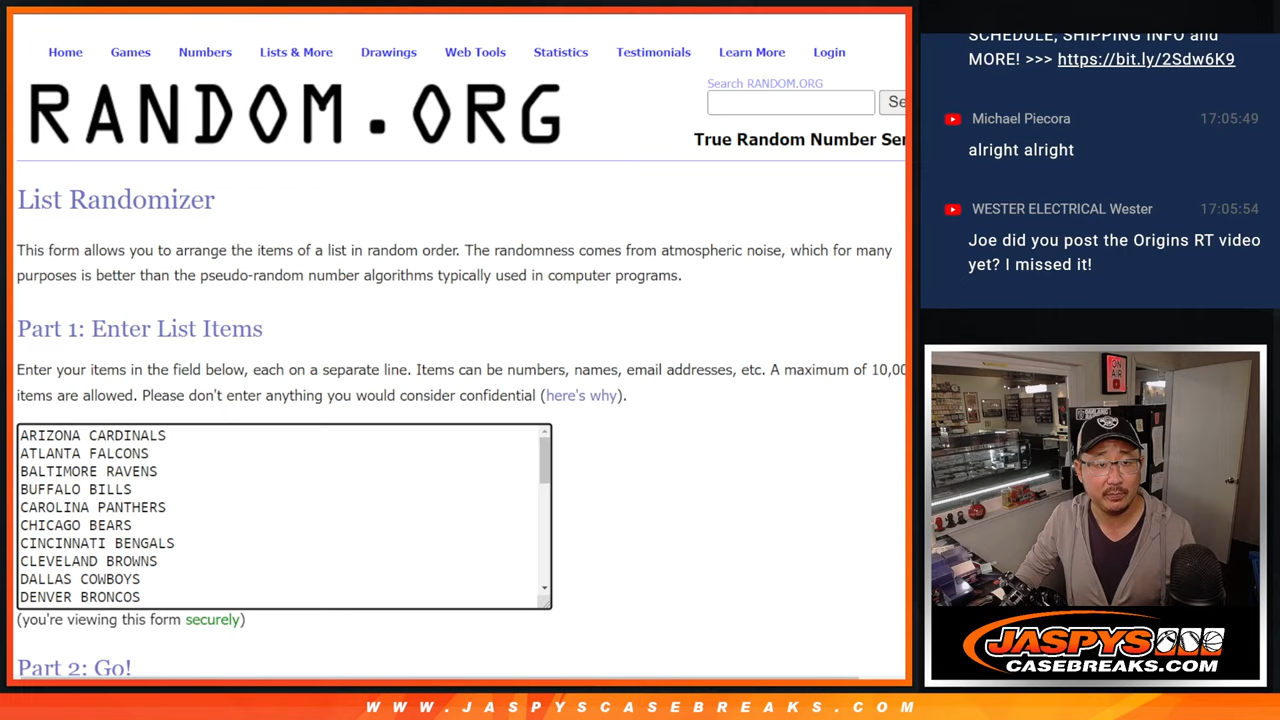 Home Games Numbers Lists & More Drawings Web Tools Statistics Testimonials Learn More Login
RANDOM.ORG
Search RANDOM.ORG
Se
True Random Number Ser
List Randomizer
This form allows you to arrange the items of a list in random order. The randomness comes from atmospheric noise, which for many
purposes is better than the pseudo-random number algorithms typically used in computer programs.
Part 1: Enter List Items
Enter your items in the field below, each on a separate line. Items can be numbers, names, email addresses, etc. A maximum of 10,00
items are allowed. Please don't enter anything you would consider confidential (here's why).
ARIZONA CARDINALS
ATLANTA FALCONS
BALTIMORE RAVENS
BUFFALO BILLS
CAROLINA PANTHERS
CHICAGO BEARS
CINCINNATI BENGALS
CLEVELAND BROWNS
DALLAS COWBOYS
DENVER BRONCOS
(you're viewing this form securely)
Part 2: Go!
SCHEDULE, SHIPPING INFO and
MORE! >>> https://bit.ly/2Sdw6K9
Michael Piecora 17:05:49
alright alright
WESTER ELECTRICAL Wester 17:05:54
Joe did you post the Origins RT video
yet? I missed it!
ON AIR
JASPYS
CASEBREAKS.COM
WWW.JASPYSCASEBREAKS.COM